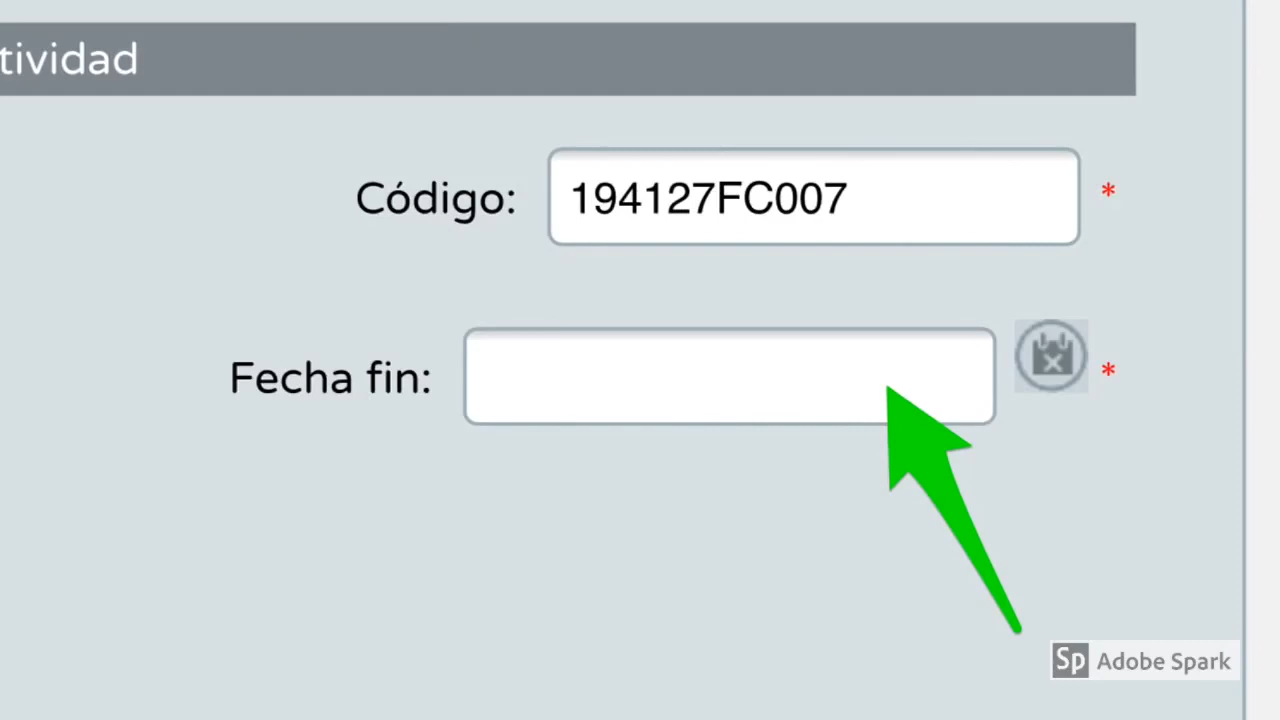 tividad
Código: 194127FC007 *
Fecha fin: *
Sp Adobe Spark